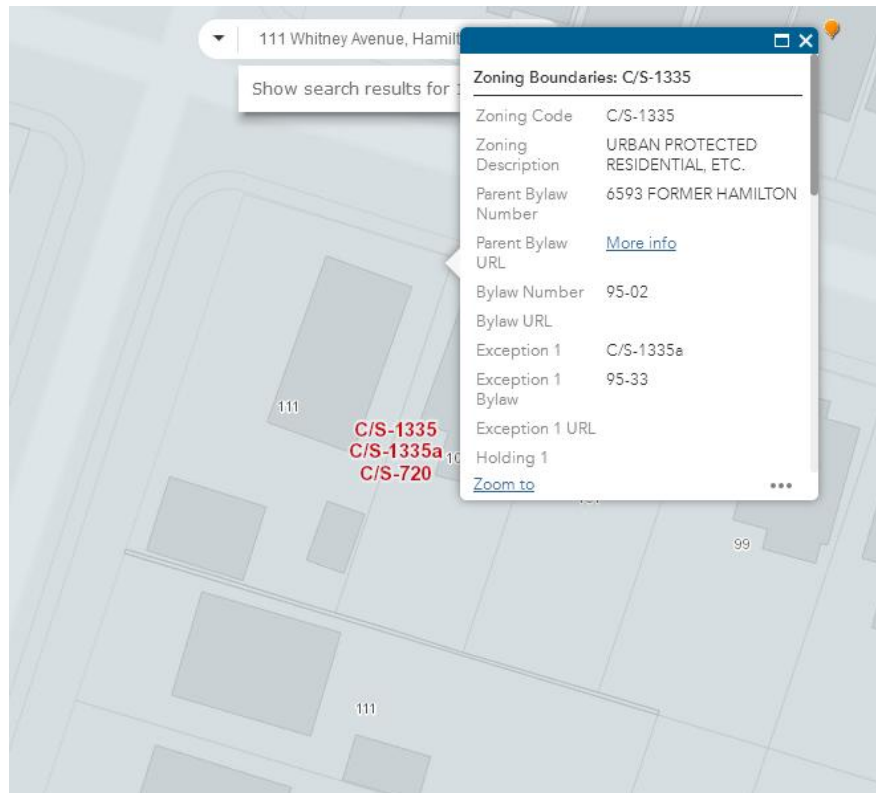 111 Whitney Avenue, Hamilt
Show search results for
Zoning Boundaries: C/S-1335
Zoning Code C/S-1335
Zoning Description URBAN PROTECTED RESIDENTIAL, ETC.
Parent Bylaw Number 6593 FORMER HAMILTON
Parent Bylaw URL More info
Bylaw Number 95-02
Bylaw URL
Exception 1 C/S-1335a
Exception 1 Bylaw 95-33
Exception 1 URL
Holding 1
Zoom to
111
C/S-1335
C/S-1335a
C/S-720
99
111